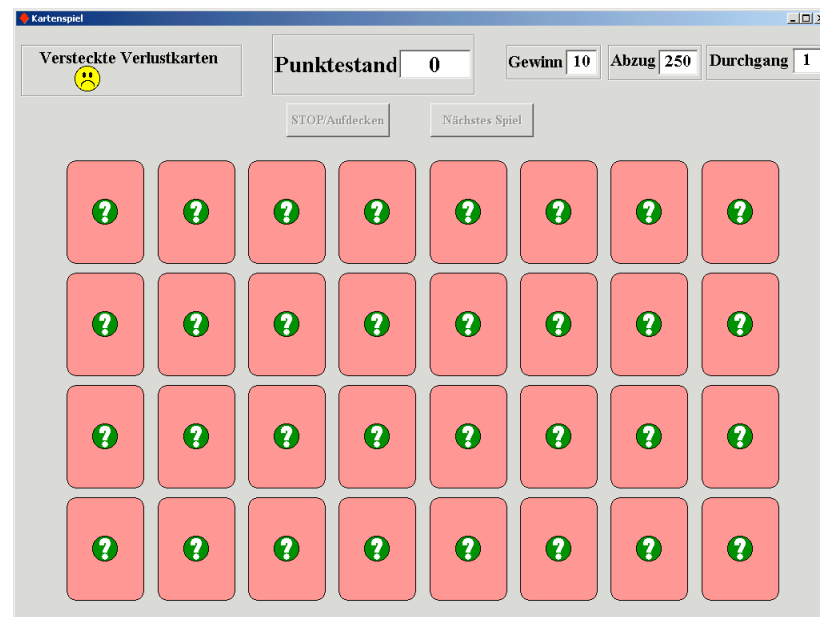 Kartenspiel
Versteckte Verlustkarten
Punktestand 0
Gewinn 10
Abzug 250
Durchgang 1
STOP/Aufdecken
Nächstes Spiel
? ? ? ? ? ? ? ?
? ? ? ? ? ? ? ?
? ? ? ? ? ? ? ?
? ? ? ? ? ? ? ?